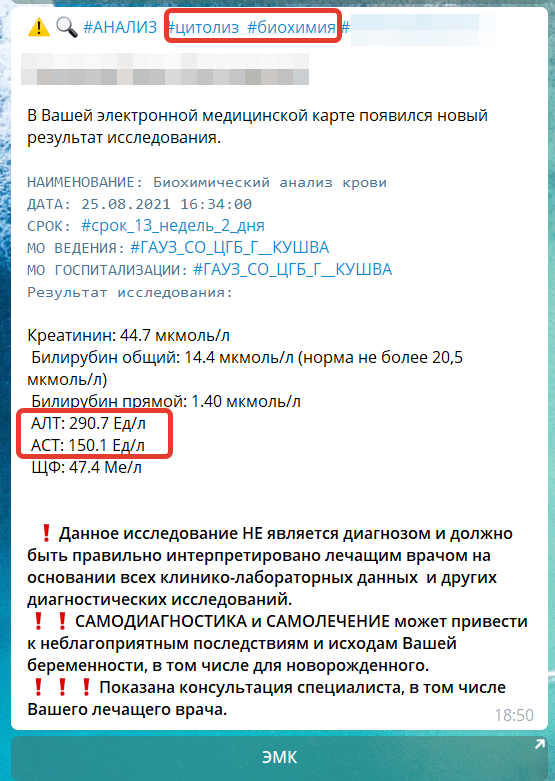 #АНАЛИЗ #цитолиз #биохимия #
В Вашей электронной медицинской карте появился новый
результат исследования.
НАИМЕНОВАНИЕ: Биохимический анализ крови
ДАТА: 25.08.2021 16:34:00
СРОК: #срок_13_недель_2_дня
МО ВЕДЕНИЯ: #ГАУЗ_СО_ЦГБ_Г__КУШВА
МО ГОСПИТАЛИЗАЦИИ: #ГАУЗ_СО_ЦГБ_Г__КУШВА
Результат исследования:
Креатинин: 44.7 мкмоль/л
Билирубин общий: 14.4 мкмоль/л (норма не более 20,5
мкмоль/л)
Билирубин прямой: 1.40 мкмоль/л
АЛТ: 290.7 Ед/л
АСТ: 150.1 Ед/л
ЩФ: 47.4 Ме/л
❗ Данное исследование НЕ является диагнозом и должно
быть правильно интерпретировано лечащим врачом на
основании всех клинико-лабораторных данных и других
диагностических исследований.
❗ ❗ САМОДИАГНОСТИКА и САМОЛЕЧЕНИЕ может привести
к неблагоприятным последствиям и исходам Вашей
беременности, в том числе для новорожденного.
❗ ❗ ❗ Показана консультация специалиста, в том числе
Вашего лечащего врача.
18:50
ЭМК